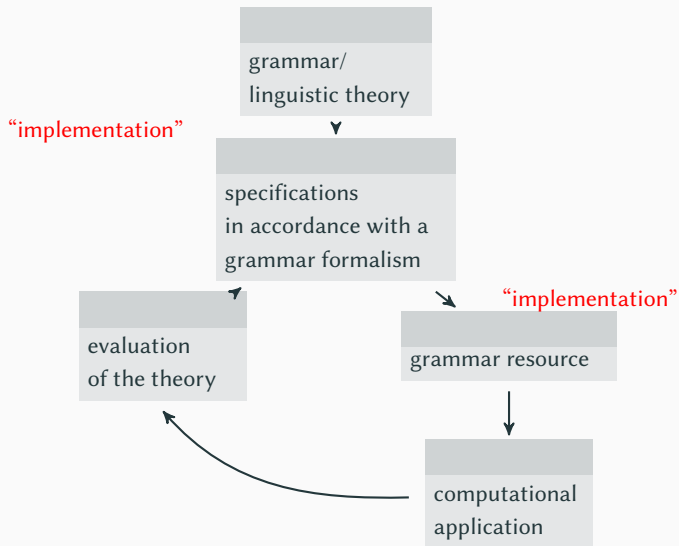 grammar/
linguistic theory
“implementation”
specifications
in accordance with a
grammar formalism
“implementation”
evaluation
of the theory
grammar resource
computational
application